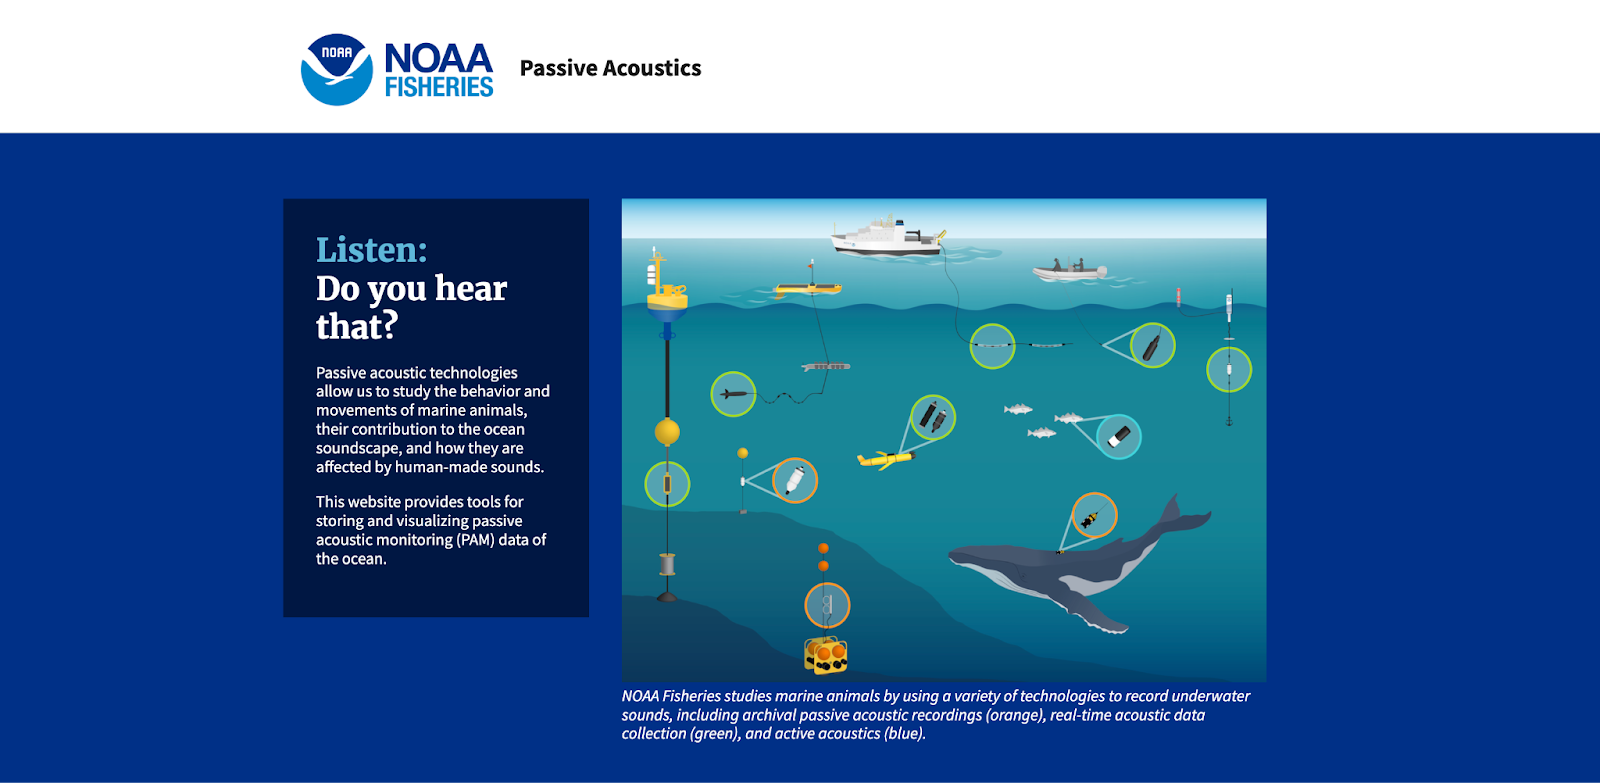 NOAA
NOAA
FISHERIES
Passive Acoustics
Listen:
Do you hear
that?
Passive acoustic technologies
allow us to study the behavior and
movements of marine animals,
their contribution to the ocean
soundscape, and how they are
affected by human-made sounds.
This website provides tools for
storing and visualizing passive
acoustic monitoring (PAM) data of
the ocean.
NOAA Fisheries studies marine animals by using a variety of technologies to record underwater
sounds, including archival passive acoustic recordings (orange), real-time acoustic data
collection (green), and active acoustics (blue).